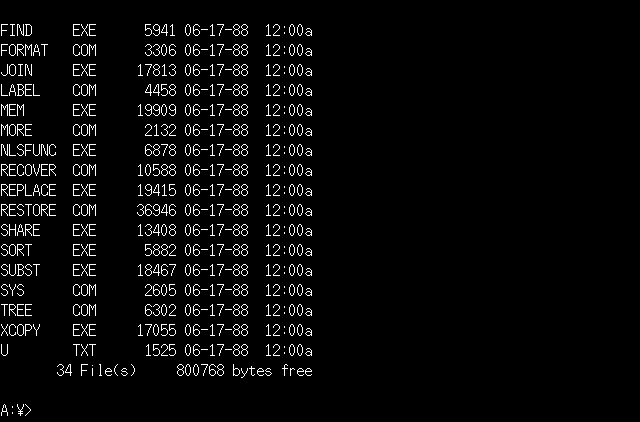 FIND     EXE      5941 06-17-88  12:00a
FORMAT   COM      3306 06-17-88  12:00a
JOIN     EXE     17813 06-17-88  12:00a
LABEL    COM      4458 06-17-88  12:00a
MEM      EXE     19909 06-17-88  12:00a
MORE     COM      2132 06-17-88  12:00a
NLSFUNC  EXE      6878 06-17-88  12:00a
RECOVER  COM     10588 06-17-88  12:00a
REPLACE  EXE     19415 06-17-88  12:00a
RESTORE  COM     36946 06-17-88  12:00a
SHARE    EXE     13408 06-17-88  12:00a
SORT     EXE      5882 06-17-88  12:00a
SUBST    EXE     18467 06-17-88  12:00a
SYS      COM      2605 06-17-88  12:00a
TREE     COM      6302 06-17-88  12:00a
XCOPY    EXE     17055 06-17-88  12:00a
U        TXT      1525 06-17-88  12:00a
       34 File(s)     800768 bytes free
A:¥>